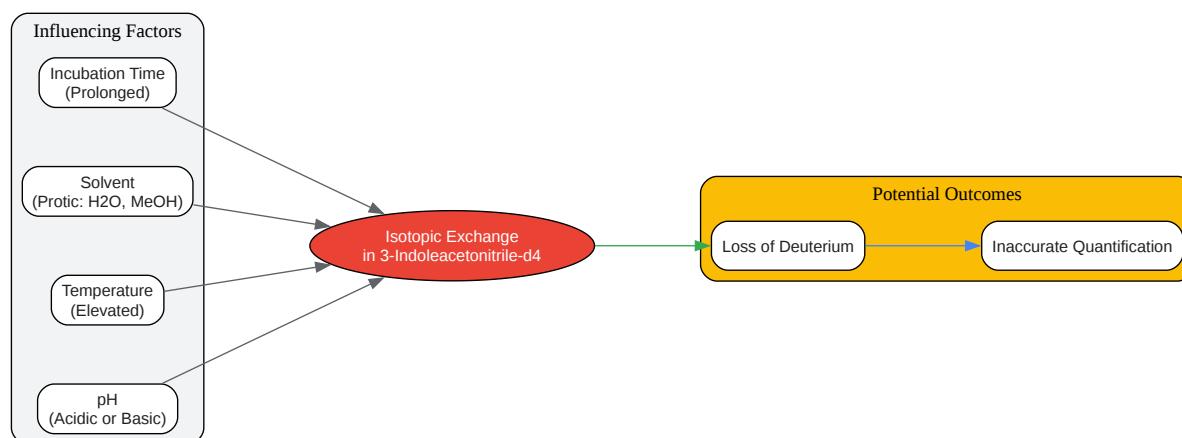 Influencing Factors
Incubation Time
(Prolonged)
Solvent
(Protic: H2O, MeOH)
Temperature
(Elevated)
pH
(Acidic or Basic)
Isotopic Exchange
in 3-Indoleacetonitrile-d4
Potential Outcomes
Loss of Deuterium
Inaccurate Quantification